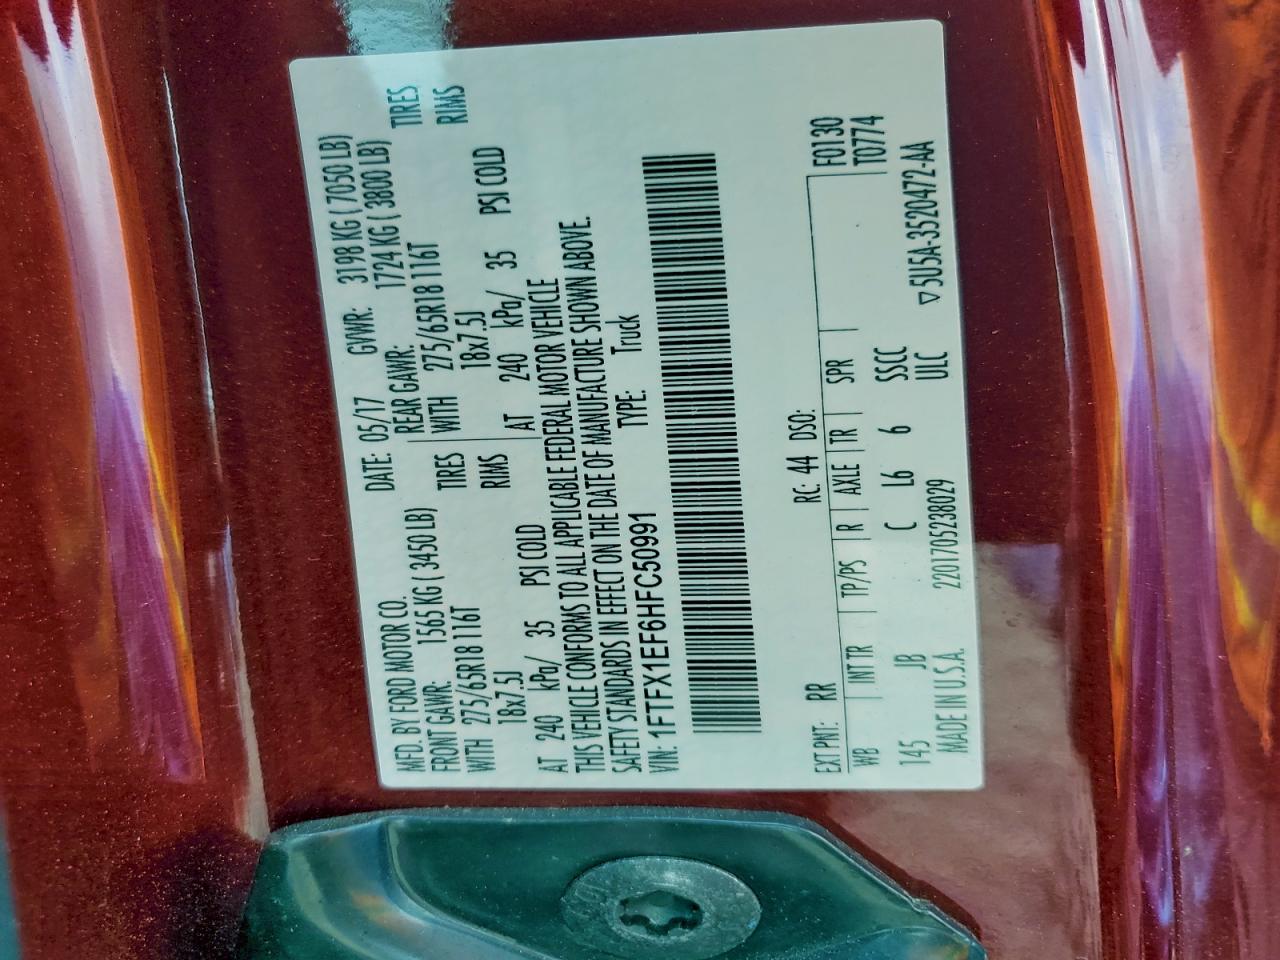 MFD. BY FORD MOTOR CO. DATE: 05/17 GVWR: 3198 KG ( 7050 LB)
FRONT GAWR: 1565 KG ( 3450 LB) REAR GAWR: 1724 KG ( 3800 LB)
WITH 275/65R18 116T TIRES WITH 275/65R18 116T TIRES
18x7.5J RIMS 18x7.5J RIMS
AT 240 kPa/ 35 PSI COLD AT 240 kPa/ 35 PSI COLD
THIS VEHICLE CONFORMS TO ALL APPLICABLE FEDERAL MOTOR VEHICLE
SAFETY STANDARDS IN EFFECT ON THE DATE OF MANUFACTURE SHOWN ABOVE.
VIN: 1FTFX1EF6HFC50991 TYPE: Truck
F0130
EXT PNT: RR RC: 44 DSO: T0774
WB INT TR TP/PS R AXLE TR SPR
145 JB C L6 6 SSCC
2201705238029 ULC
MADE IN U.S.A. ▽5U5A-3520472-AA